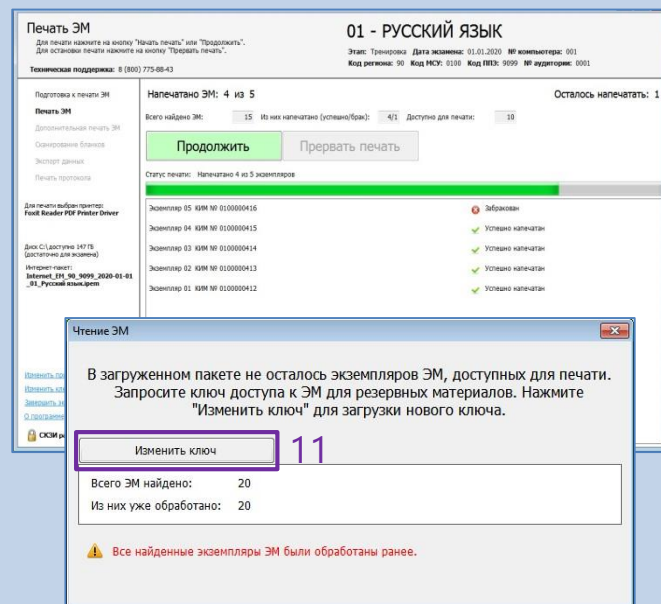 Печать ЭМ
Для печати нажмите на кнопку "Начать печать" или "Продолжить".
Для остановки печати нажмите на кнопку "Прервать печать".
Техническая поддержка: 8 (800) 775-88-43
01 - РУССКИЙ ЯЗЫК
Этап: Тренировка Дата экзамена: 01.01.2020 № компьютера: 001
Код региона: 90 Код МСУ: 0100 Код ППЭ: 9099 № аудитории: 0001
Подготовка к печати ЭМ
Печать ЭМ
Дополнительная печать ЭМ
Сканирование бланков
Экспорт данных
Печать протокола
Для печати выбран принтер:
Foxit Reader PDF Printer Driver
Диск C:\ доступно 147 ГБ
(достаточно для экзамена)
Интернет-пакет:
Internet_EM_90_9099_2020-01-01
_01_Русский язык.ipem
Изменить
Изменить
Завершить
О программе
СКЗИ
Напечатано ЭМ: 4 из 5
Осталось напечатать: 1
Всего найдено ЭМ: 15 Из них напечатано (успешно/брак): 4/1 Доступно для печати: 10
Продолжить
Прервать печать
Статус печати: Напечатано 4 из 5 экземпляров
Экземпляр 05 КИМ № 0100000416 Забракован
Экземпляр 04 КИМ № 0100000415 Успешно напечатан
Экземпляр 03 КИМ № 0100000414 Успешно напечатан
Экземпляр 02 КИМ № 0100000413 Успешно напечатан
Экземпляр 01 КИМ № 0100000412 Успешно напечатан
Чтение ЭМ
В загруженном пакете не осталось экземпляров ЭМ, доступных для печати.
Запросите ключ доступа к ЭМ для резервных материалов. Нажмите
"Изменить ключ" для загрузки нового ключа.
Изменить ключ
11
Всего ЭМ найдено: 20
Из них уже обработано: 20
Все найденные экземпляры ЭМ были обработаны ранее.